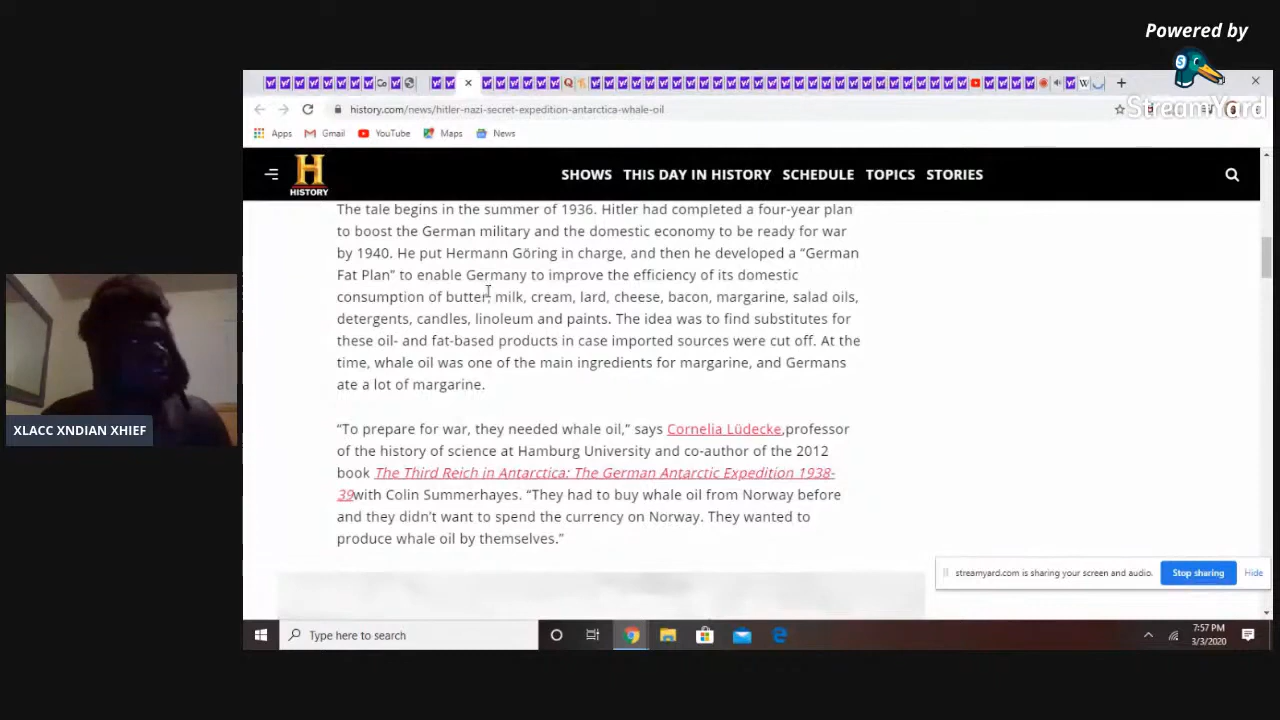 Powered by
StreamYard
history.com/news/hitler-nazi-secret-expedition-antarctica-whale-oil
Apps Gmail YouTube Maps News
H
HISTORY
SHOWS THIS DAY IN HISTORY SCHEDULE TOPICS STORIES
The tale begins in the summer of 1936. Hitler had completed a four-year plan
to boost the German military and the domestic economy to be ready for war
by 1940. He put Hermann Göring in charge, and then he developed a “German
Fat Plan” to enable Germany to improve the efficiency of its domestic
consumption of butter, milk, cream, lard, cheese, bacon, margarine, salad oils,
detergents, candles, linoleum and paints. The idea was to find substitutes for
these oil- and fat-based products in case imported sources were cut off. At the
time, whale oil was one of the main ingredients for margarine, and Germans
ate a lot of margarine.
“To prepare for war, they needed whale oil,” says Cornelia Lüdecke,professor
of the history of science at Hamburg University and co-author of the 2012
book The Third Reich in Antarctica: The German Antarctic Expedition 1938-
39with Colin Summerhayes. “They had to buy whale oil from Norway before
and they didn’t want to spend the currency on Norway. They wanted to
produce whale oil by themselves.”
XLACC XNDIAN XHIEF
streamyard.com is sharing your screen and audio. Stop sharing Hide
Type here to search
7:57 PM
3/3/2020